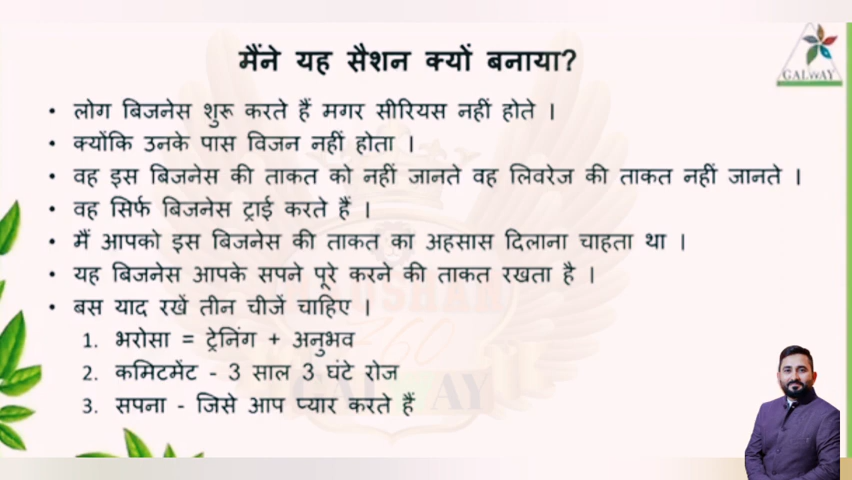 मैंने यह सैशन क्यों बनाया?
GALWAY
• लोग बिजनेस शुरू करते हैं मगर सीरियस नहीं होते ।
• क्योंकि उनके पास विजन नहीं होता ।
• वह इस बिजनेस की ताकत को नहीं जानते वह लिवरेज की ताकत नहीं जानते ।
• वह सिर्फ बिजनेस ट्राई करते हैं ।
• मैं आपको इस बिजनेस की ताकत का अहसास दिलाना चाहता था ।
• यह बिजनेस आपके सपने पूरे करने की ताकत रखता है ।
• बस याद रखें तीन चीजें चाहिए ।
1. भरोसा = ट्रेनिंग + अनुभव
2. कमिटमेंट - 3 साल 3 घंटे रोज
3. सपना - जिसे आप प्यार करते हैं
360
GALWAY